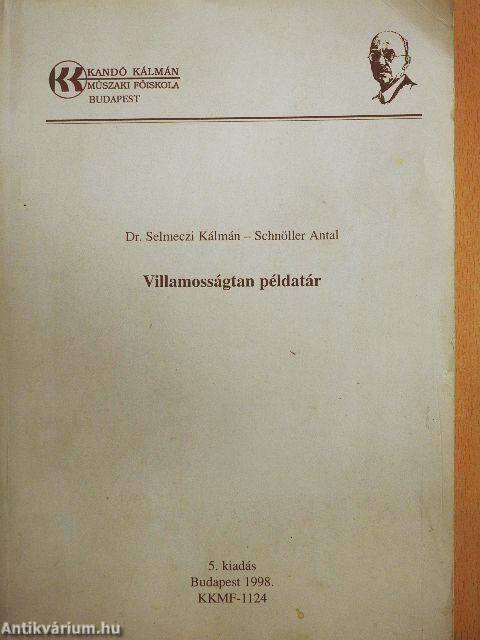 KK
KANDÓ KÁLMÁN
MŰSZAKI FŐISKOLA
BUDAPEST
Dr. Selmeczi Kálmán – Schnöller Antal
Villamosságtan példatár
5. kiadás
Budapest 1998.
KKMF-1124
Antikvárium.hu